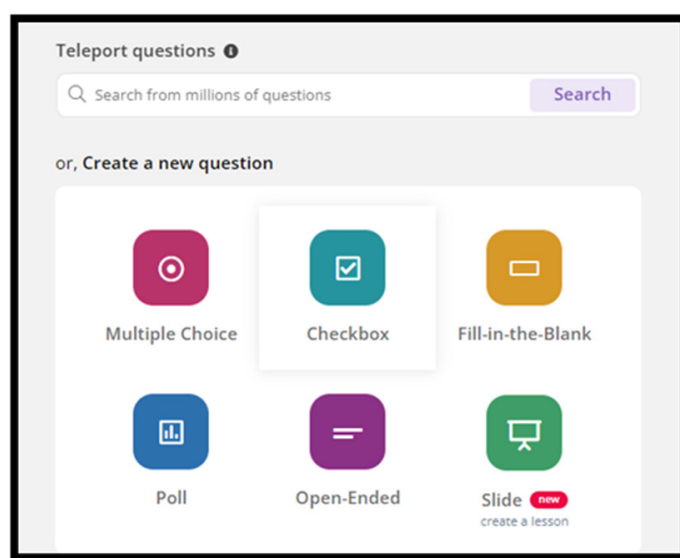 Teleport questions
Search from millions of questions
Search
or, Create a new question
Multiple Choice
Checkbox
Fill-in-the-Blank
Poll
Open-Ended
Slide new
create a lesson